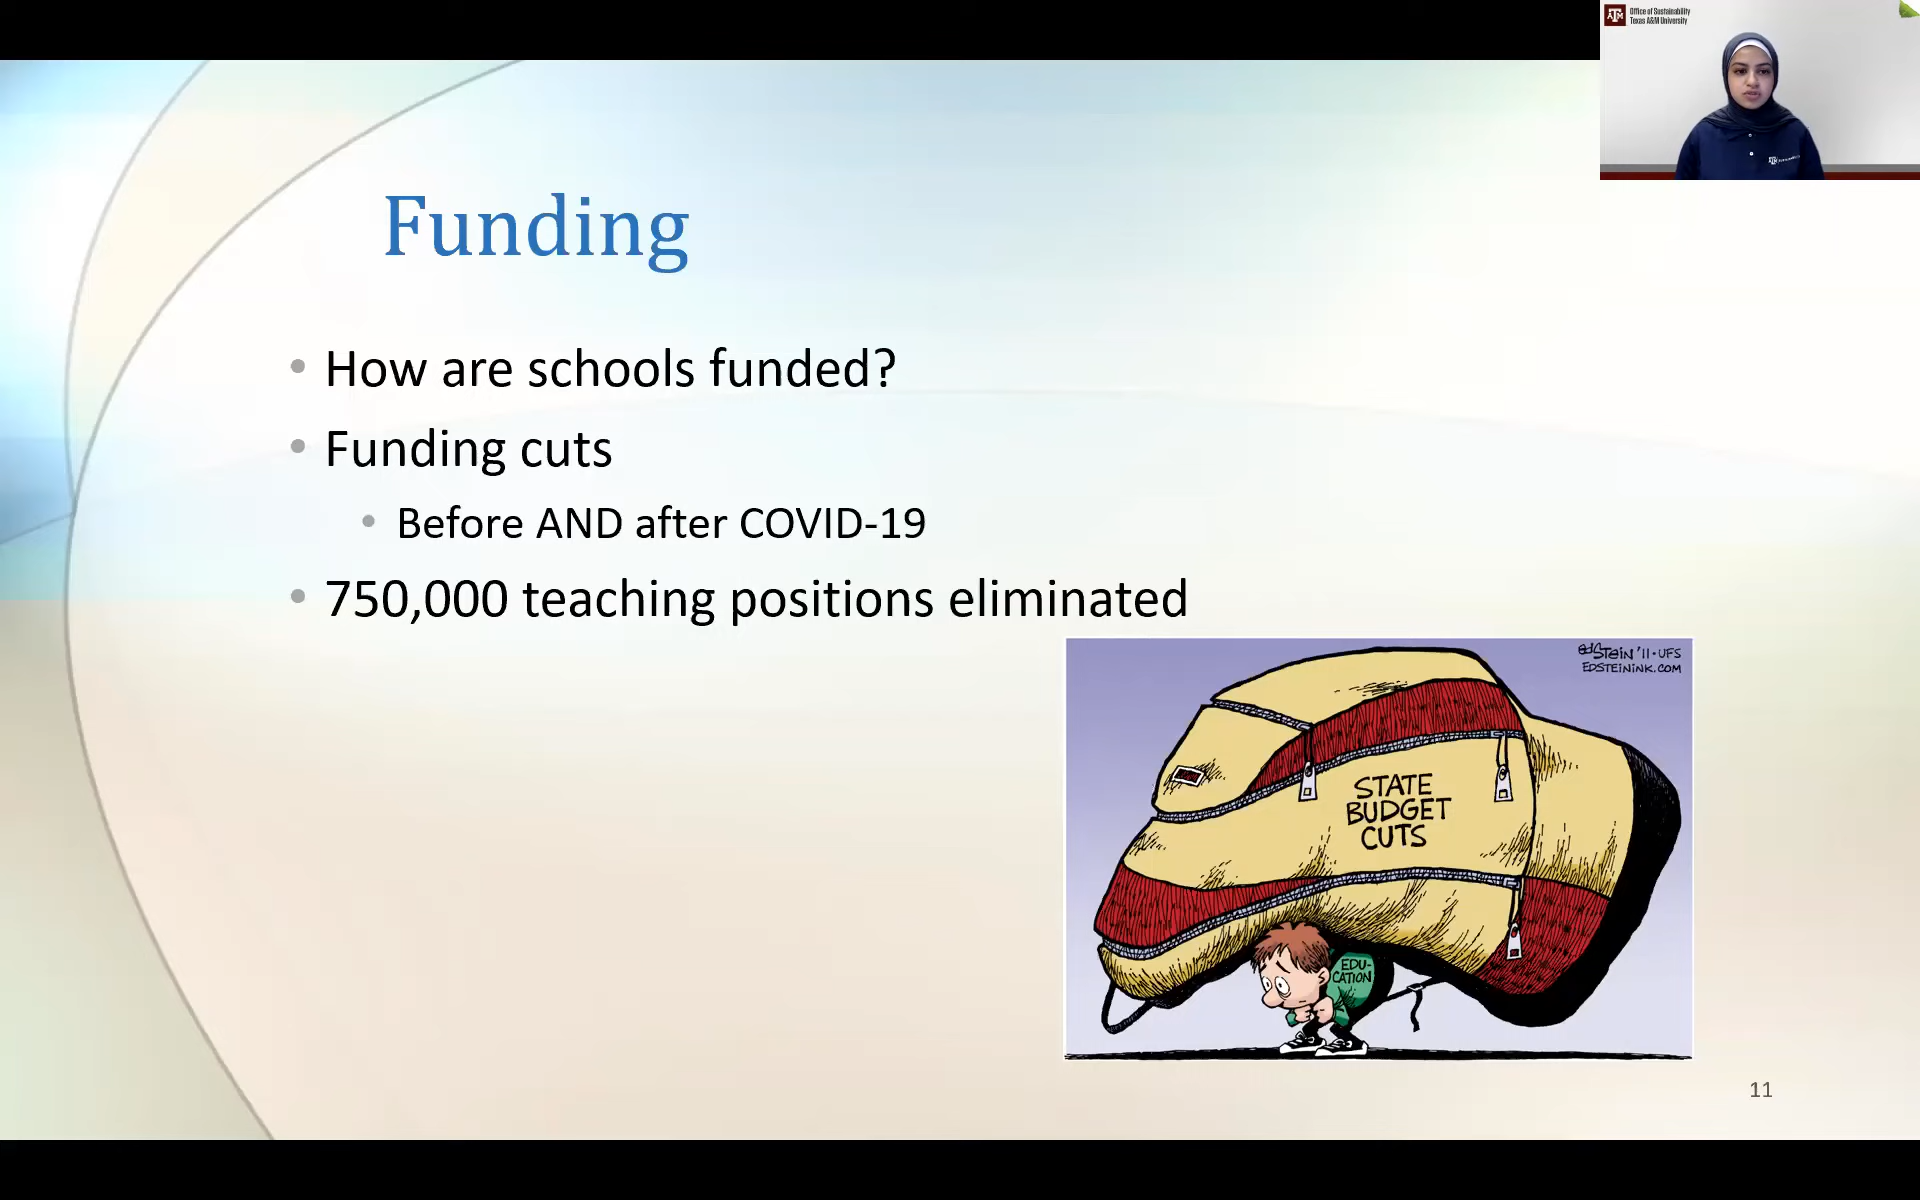 Office of Sustainability
Texas A&M University
Funding
• How are schools funded?
• Funding cuts
• Before AND after COVID-19
• 750,000 teaching positions eliminated
edSTeiN '11 • UFS
EDSTEININK.COM
STATE
BUDGET
CUTS
EDU-
CATION
11